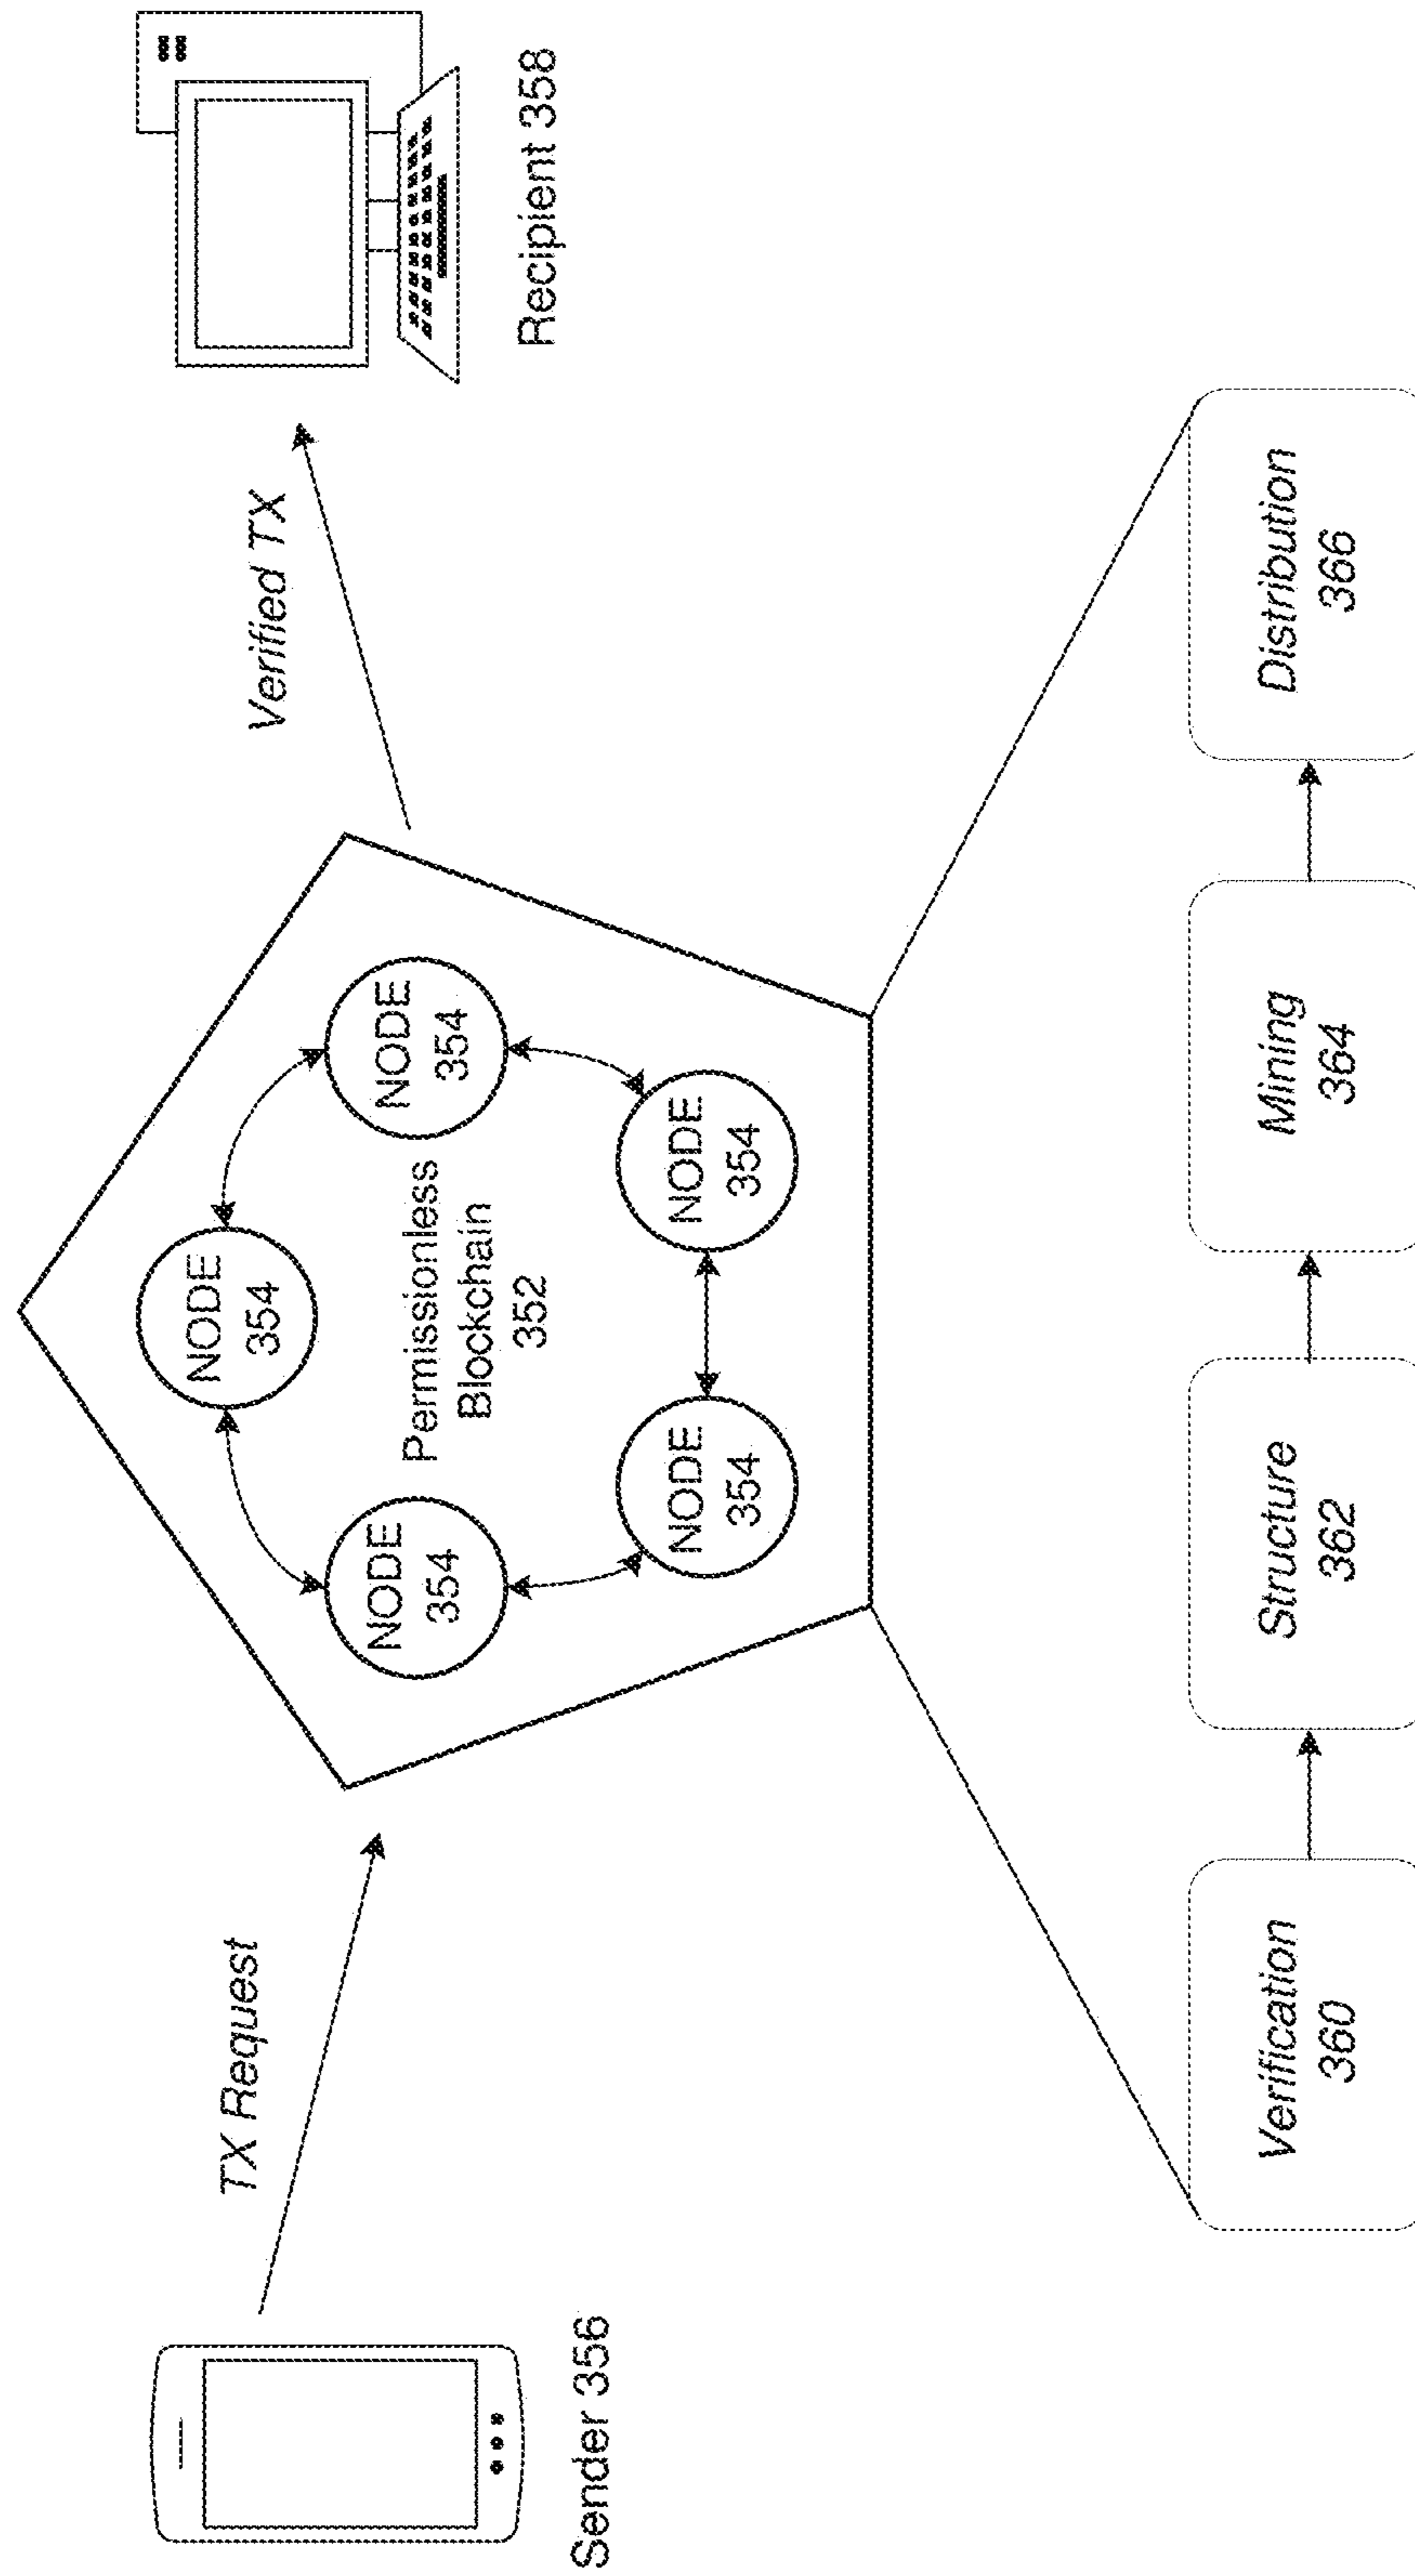 Sender 356
TX Request
NODE
354
NODE
354
NODE
354
NODE
354
NODE
354
Permissionless
Blockchain
352
Verified TX
Recipient 358
Verification
360
Structure
362
Mining
364
Distribution
366